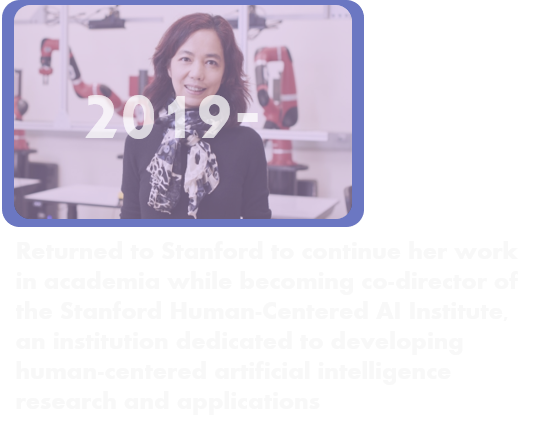 2019-
Returned to Stanford to continue her work
in academia while becoming co-director of
the Stanford Human-Centered AI Institute,
an institution dedicated to developing
human-centered artificial intelligence
research and applications